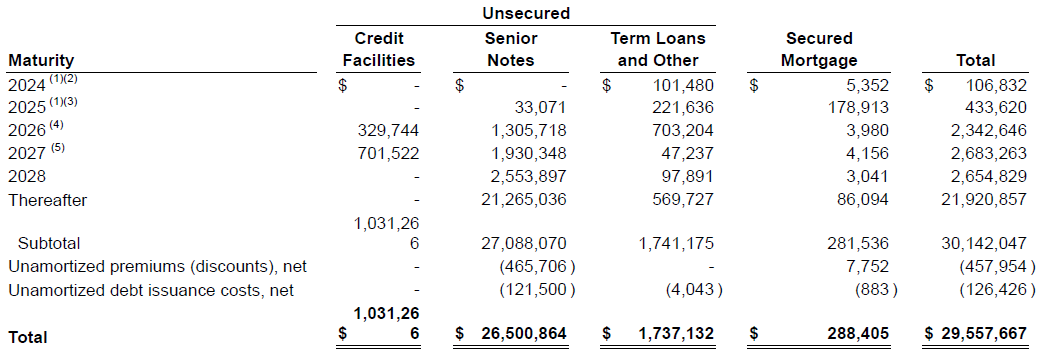 Unsecured
Credit Senior Term Loans Secured
Maturity Facilities Notes and Other Mortgage Total
2024 (1)(2) $ - $ - $ 101,480 $ 5,352 $ 106,832
2025 (1)(3) - 33,071 221,636 178,913 433,620
2026 (4) 329,744 1,305,718 703,204 3,980 2,342,646
2027 (5) 701,522 1,930,348 47,237 4,156 2,683,263
2028 - 2,553,897 97,891 3,041 2,654,829
Thereafter - 21,265,036 569,727 86,094 21,920,857
1,031,26
Subtotal 6 27,088,070 1,741,175 281,536 30,142,047
Unamortized premiums (discounts), net - (465,706) - 7,752 (457,954)
Unamortized debt issuance costs, net - (121,500) (4,043) (883) (126,426)
1,031,26
Total $ 6 $ 26,500,864 $ 1,737,132 $ 288,405 $ 29,557,667